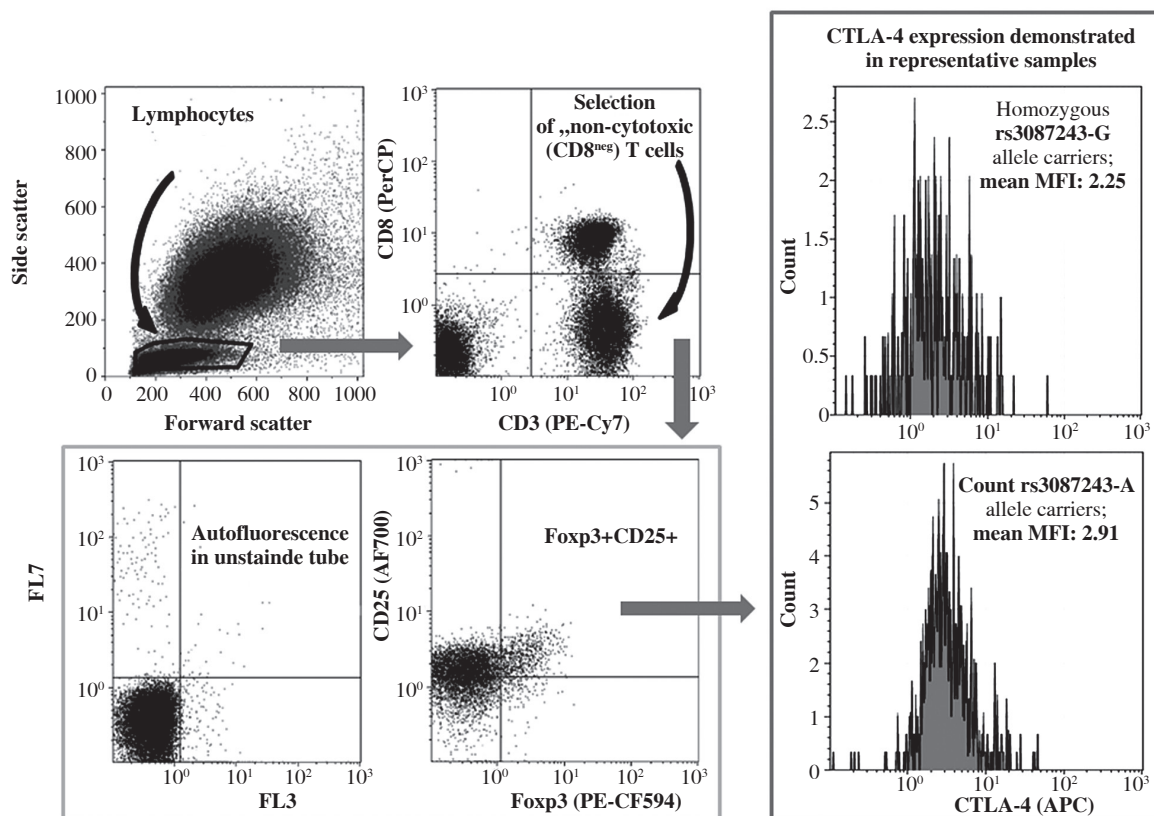 Lymphocytes
Side scatter
1000
800
600
400
200
0
0 200 400 600 800 1000
Forward scatter
Selection
of „non-cytotoxic
(CD8neg) T cells
CD8 (PerCP)
10³
10²
10¹
10⁰
10⁰ 10¹ 10² 10³
CD3 (PE-Cy7)
Autofluorescence
in unstainde tube
FL7
10³
10²
10¹
10⁰
10⁰ 10¹ 10² 10³
FL3
Foxp3+CD25+
CD25 (AF700)
10³
10²
10¹
10⁰
10⁰ 10¹ 10² 10³
Foxp3 (PE-CF594)
CTLA-4 expression demonstrated
in representative samples
Homozygous
rs3087243-G
allele carriers;
mean MFI: 2.25
Count
2.5
2
1.5
1
0.5
0
10⁰ 10¹ 10² 10³
Count rs3087243-A
allele carriers;
mean MFI: 2.91
Count
5
4
3
2
1
0
10⁰ 10¹ 10² 10³
CTLA-4 (APC)